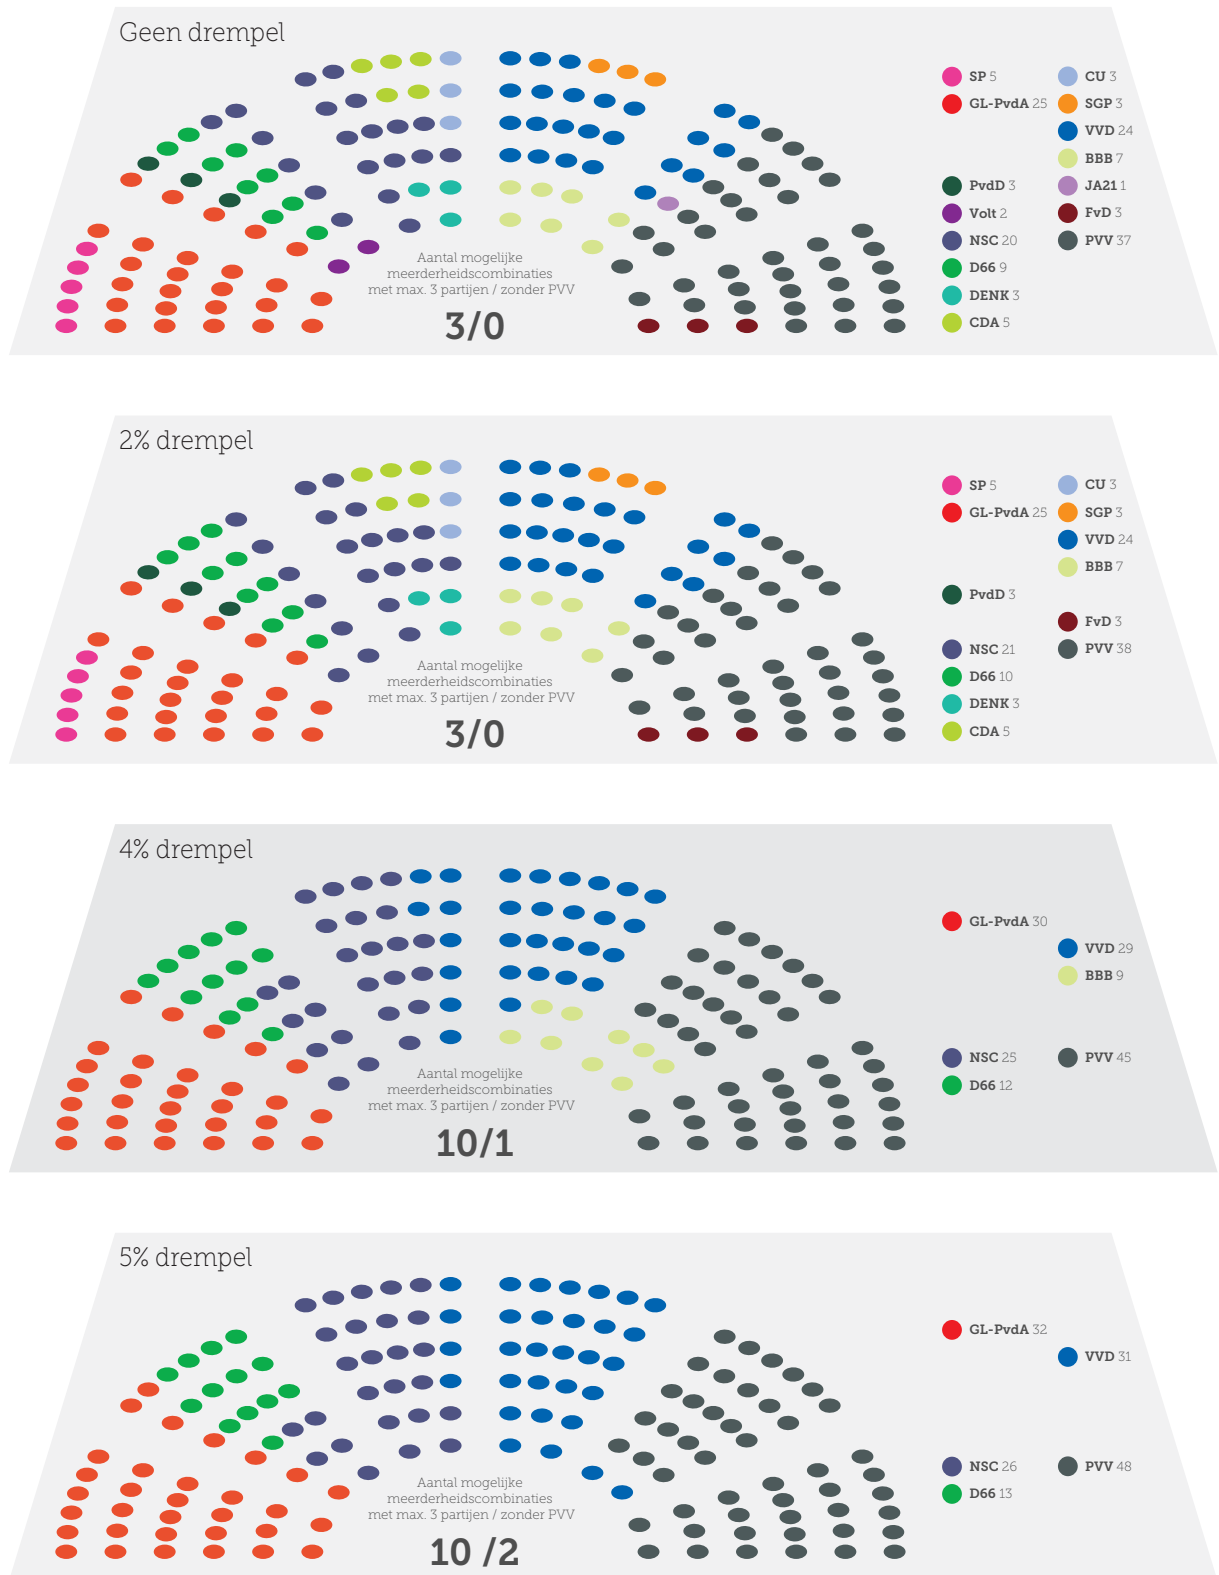 Geen drempel
SP 5
GL-PvdA 25
PvdD 3
Volt 2
NSC 20
D66 9
DENK 3
CDA 5
CU 3
SGP 3
VVD 24
BBB 7
JA21 1
FvD 3
PVV 37
Aantal mogelijke
meerderheidscombinaties
met max. 3 partijen / zonder PVV
3/0
2% drempel
SP 5
GL-PvdA 25
PvdD 3
NSC 21
D66 10
DENK 3
CDA 5
CU 3
SGP 3
VVD 24
BBB 7
FvD 3
PVV 38
Aantal mogelijke
meerderheidscombinaties
met max. 3 partijen / zonder PVV
3/0
4% drempel
GL-PvdA 30
NSC 25
D66 12
VVD 29
BBB 9
PVV 45
Aantal mogelijke
meerderheidscombinaties
met max. 3 partijen / zonder PVV
10/1
5% drempel
GL-PvdA 32
NSC 26
D66 13
VVD 31
PVV 48
Aantal mogelijke
meerderheidscombinaties
met max. 3 partijen / zonder PVV
10 /2